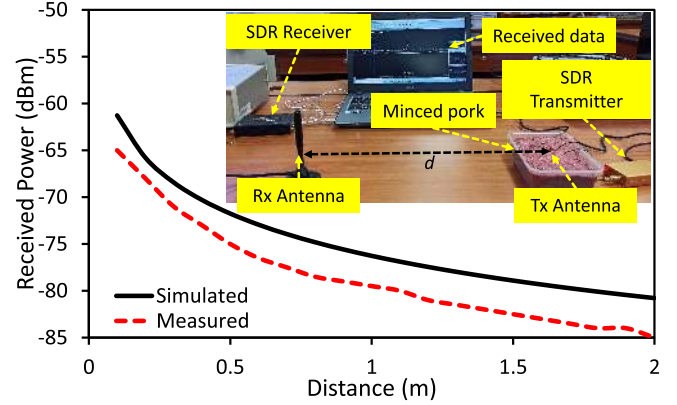 -50
-55
-60
-65
-70
-75
-80
-85
Received Power (dBm)
SDR Receiver
Received data
SDR
Transmitter
Minced pork
d
Rx Antenna
Tx Antenna
Simulated
Measured
0
0.5
1
1.5
2
Distance (m)